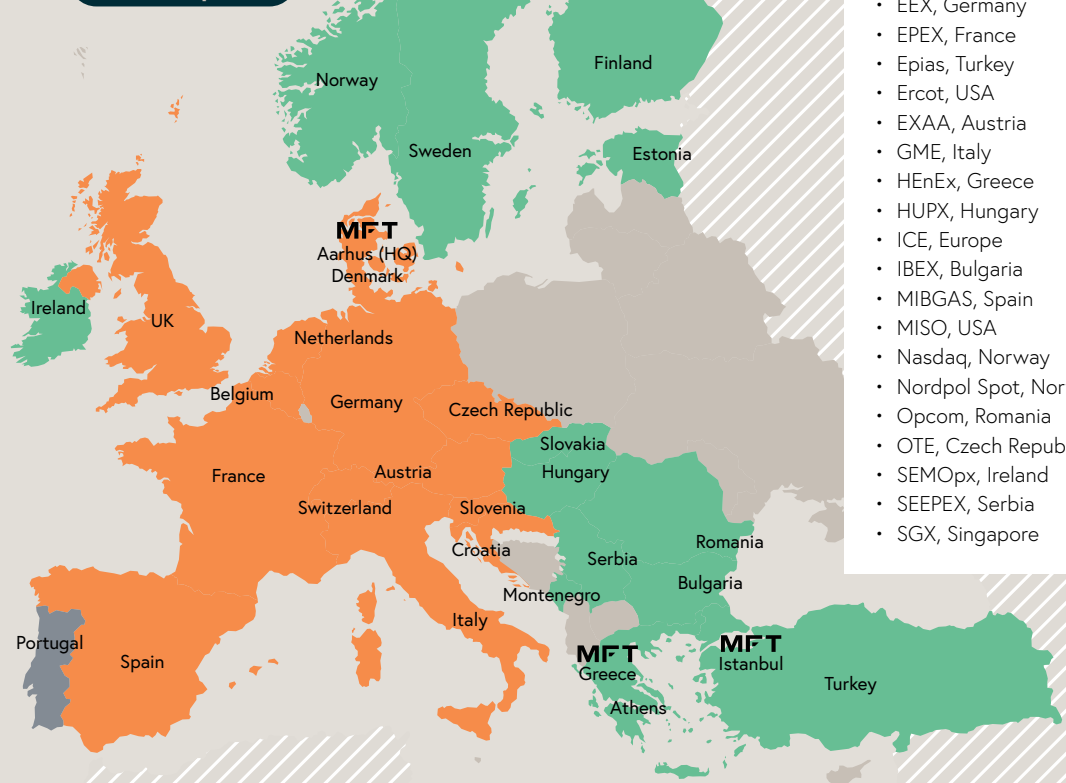 Norway
Finland
Sweden
Estonia
MFT
Aarhus (HQ)
Denmark
Ireland
UK
Netherlands
Belgium
Germany
Czech Republic
Slovakia
France
Austria
Hungary
Switzerland
Slovenia
Croatia
Romania
Serbia
Bulgaria
Montenegro
Italy
Portugal
Spain
MFT
Greece
Athens
MFT
Istanbul
Turkey
• EEX, Germany
• EPEX, France
• Epias, Turkey
• Ercot, USA
• EXAA, Austria
• GME, Italy
• HEnEx, Greece
• HUPX, Hungary
• ICE, Europe
• IBEX, Bulgaria
• MIBGAS, Spain
• MISO, USA
• Nasdaq, Norway
• Nordpol Spot, Nor
• Opcom, Romania
• OTE, Czech Repub
• SEMOpx, Ireland
• SEEPEX, Serbia
• SGX, Singapore